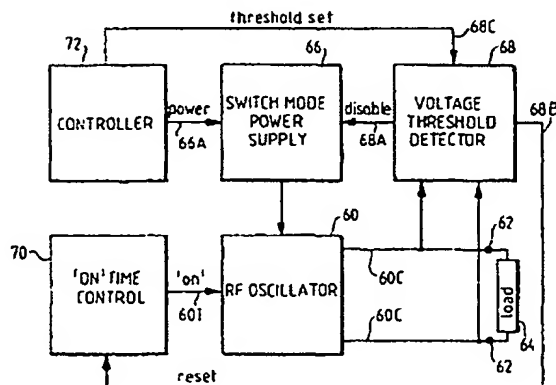 threshold set
72
66
68C
68
CONTROLLER
power
66A
SWITCH MODE
POWER
SUPPLY
disable
68A
VOLTAGE
THRESHOLD
DETECTOR
68B
70
'ON' TIME
CONTROL
'on'
60I
60
RF OSCILLATOR
60C
60C
62
load
64
62
reset